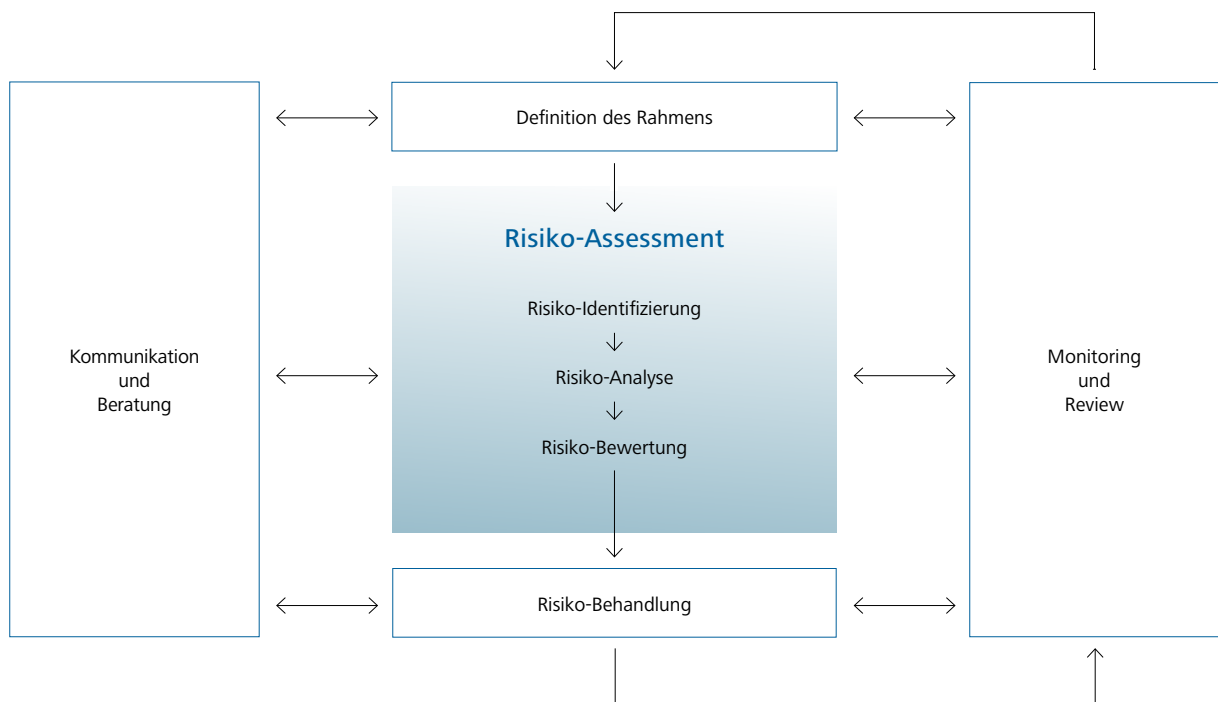 Definition des Rahmens
Risiko-Assessment
Risiko-Identifizierung
Risiko-Analyse
Risiko-Bewertung
Kommunikation
und
Beratung
Monitoring
und
Review
Risiko-Behandlung